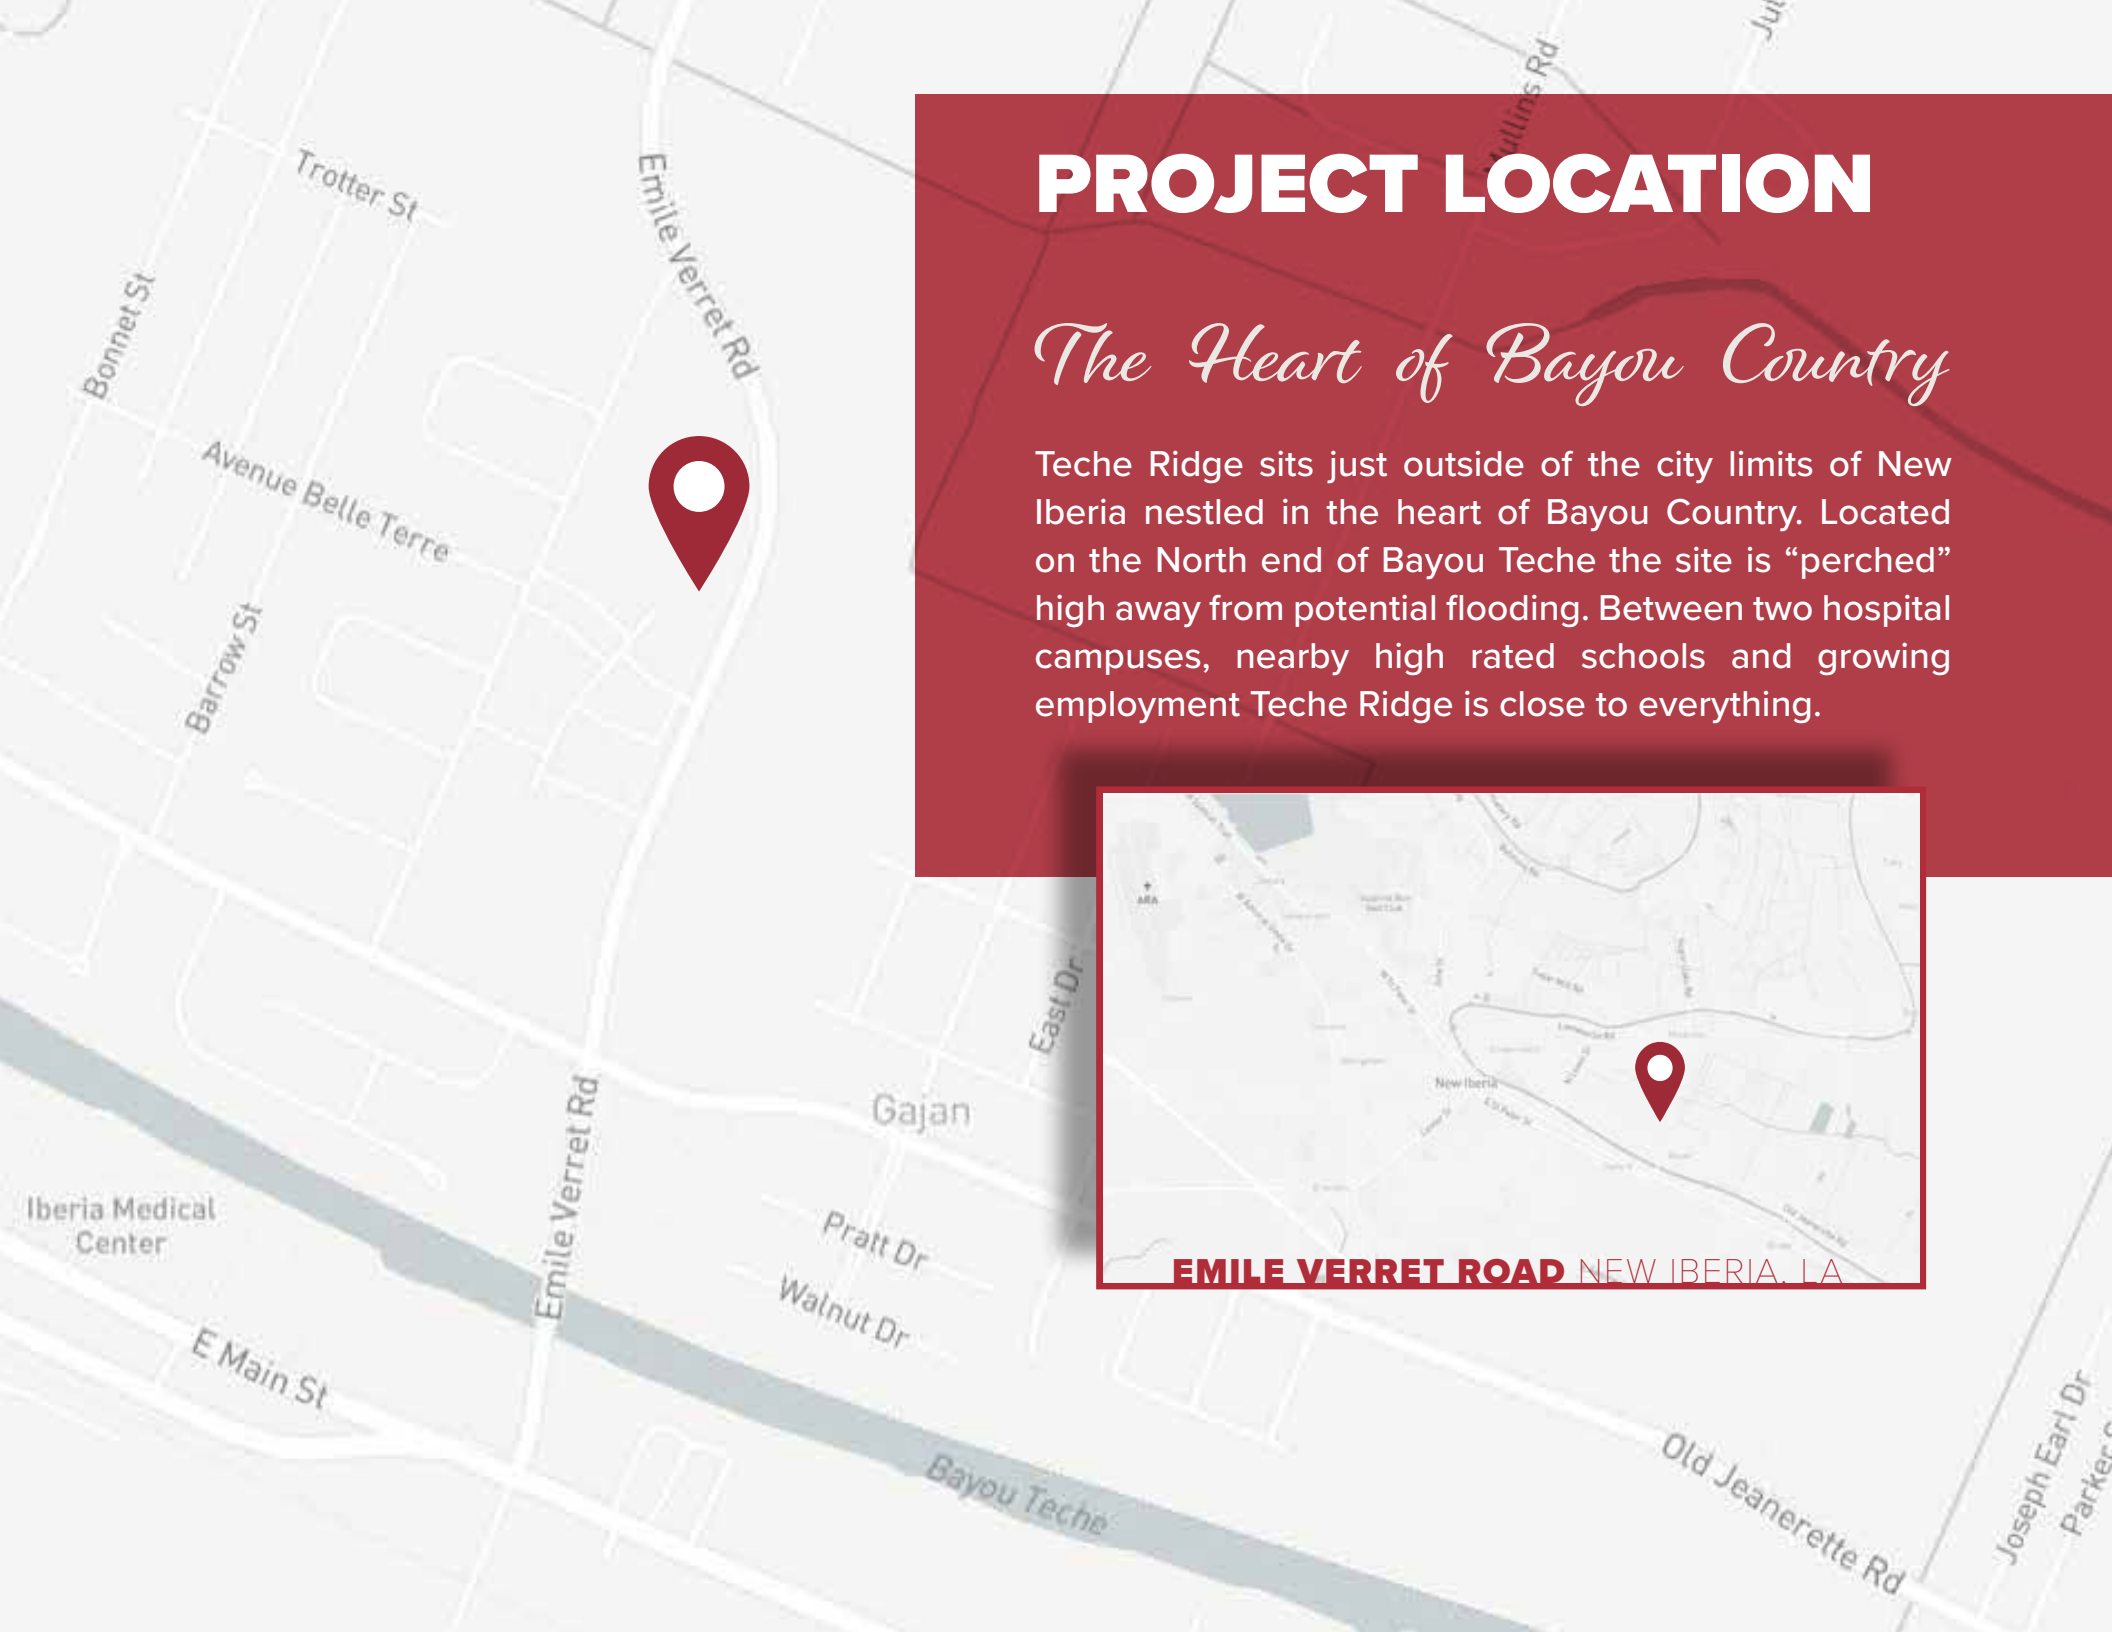 Mullins Rd
Trotter St
Emile Verret Rd
Bonnet St
Avenue Belle Terre
Barrow St
PROJECT LOCATION
The Heart of Bayou Country
Teche Ridge sits just outside of the city limits of New
Iberia nestled in the heart of Bayou Country. Located
on the North end of Bayou Teche the site is “perched”
high away from potential flooding. Between two hospital
campuses, nearby high rated schools and growing
employment Teche Ridge is close to everything.
ARA
New Iberia
EMILE VERRET ROAD NEW IBERIA, LA
East Dr
Gajan
Emile Verret Rd
Iberia Medical
Center
Pratt Dr
Walnut Dr
E Main St
Bayou Teche
Old Jeanerette Rd
Joseph Earl Dr
Parker